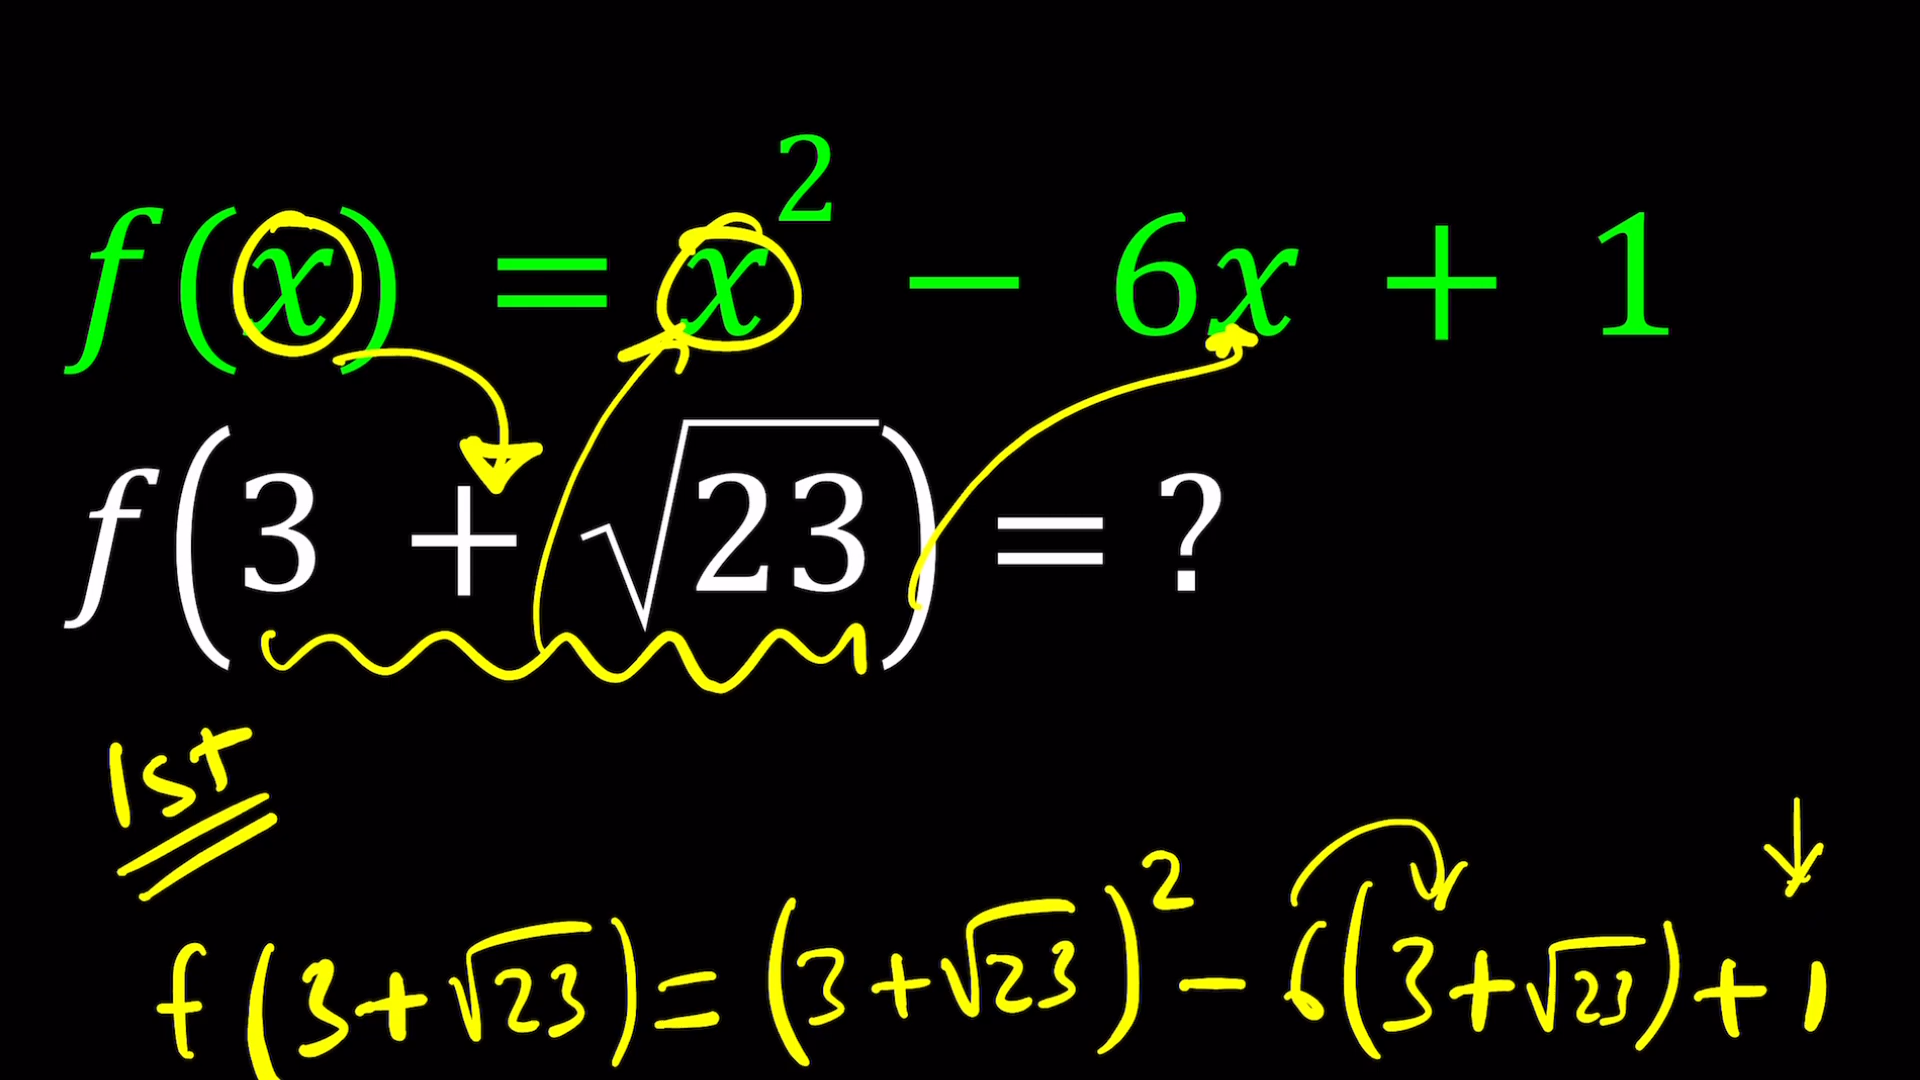 f(x) = x² − 6x + 1
f(3 + √23) = ?
1st
f(3+√23) = (3+√23)² − 6(3+√23) + 1